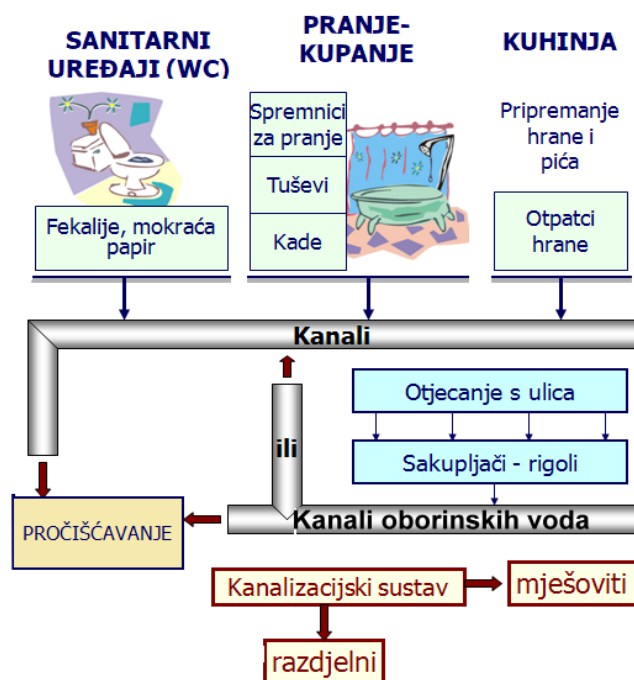 SANITARNI
UREĐAJI (WC)
PRANJE-
KUPANJE
KUHINJA
Spremnici
za pranje
Tuševi
Kade
Pripremanje
hrane i
pića
Fekalije, mokraća
papir
Otpatci
hrane
Kanali
Otjecanje s ulica
ili
Sakupljači - rigoli
PROČIŠĆAVANJE
Kanali oborinskih voda
Kanalizacijski sustav
mješoviti
razdjelni